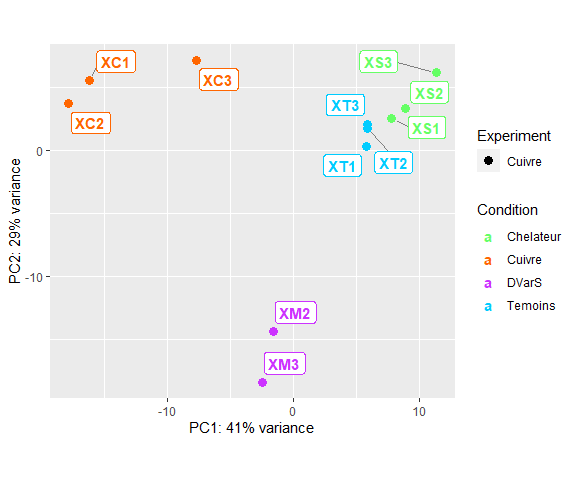 XC1
XC3
XC2
XS3
XS2
XT3
XS1
XT1
XT2
XM2
XM3
0
-10
-10
0
10
PC1: 41% variance
PC2: 29% variance
Experiment
Cuivre
Condition
a Chelateur
a Cuivre
a DVarS
a Temoins